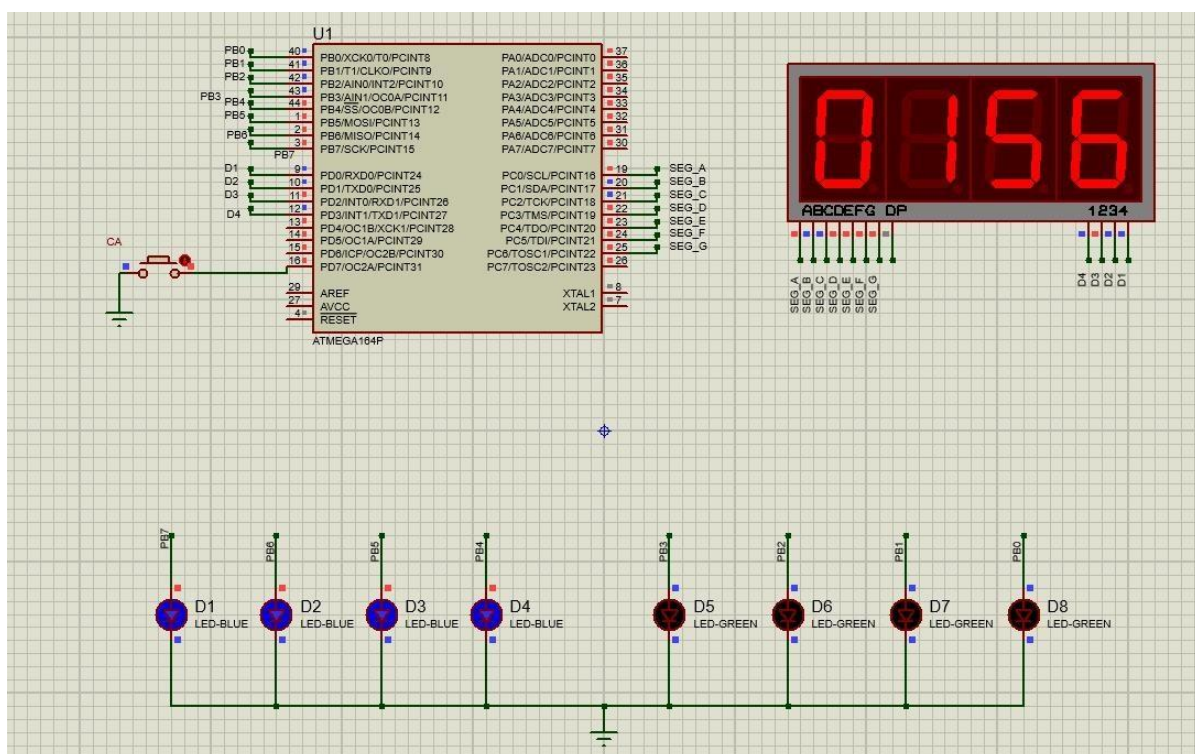 U1
PB0 40 PB0/XCK0/T0/PCINT8 PA0/ADC0/PCINT0 37
PB1 41 PB1/T1/CLKO/PCINT9 PA1/ADC1/PCINT1 36
PB2 42 PB2/AIN0/INT2/PCINT10 PA2/ADC2/PCINT2 35
PB3 43 PB3/AIN1/OC0A/PCINT11 PA3/ADC3/PCINT3 34
PB4 44 PB4/SS/OC0B/PCINT12 PA4/ADC4/PCINT4 33
PB5 1 PB5/MOSI/PCINT13 PA5/ADC5/PCINT5 32
PB6 2 PB6/MISO/PCINT14 PA6/ADC6/PCINT6 31
PB7 3 PB7/SCK/PCINT15 PA7/ADC7/PCINT7 30
D1 9 PD0/RXD0/PCINT24 PC0/SCL/PCINT16 19 SEG_A
D2 10 PD1/TXD0/PCINT25 PC1/SDA/PCINT17 20 SEG_B
D3 11 PD2/INT0/RXD1/PCINT26 PC2/TCK/PCINT18 21 SEG_C
D4 12 PD3/INT1/TXD1/PCINT27 PC3/TMS/PCINT19 22 SEG_D
13 PD4/OC1B/XCK1/PCINT28 PC4/TDO/PCINT20 23 SEG_E
14 PD5/OC1A/PCINT29 PC5/TDI/PCINT21 24 SEG_F
15 PD6/ICP/OC2B/PCINT30 PC6/TOSC1/PCINT22 25 SEG_G
16 PD7/OC2A/PCINT31 PC7/TOSC2/PCINT23 26
CA
29 AREF XTAL1 8
27 AVCC XTAL2 7
4 RESET
ATMEGA164P
0156
ABCDEFG DP 1234
SEG_A
SEG_B
SEG_C
SEG_D
SEG_E
SEG_F
SEG_G
D4
D3
D2
D1
PB7
PB6
PB5
PB4
PB3
PB2
PB1
PB0
D1 D2 D3 D4 D5 D6 D7 D8
LED-BLUE LED-BLUE LED-BLUE LED-BLUE LED-GREEN LED-GREEN LED-GREEN LED-GREEN